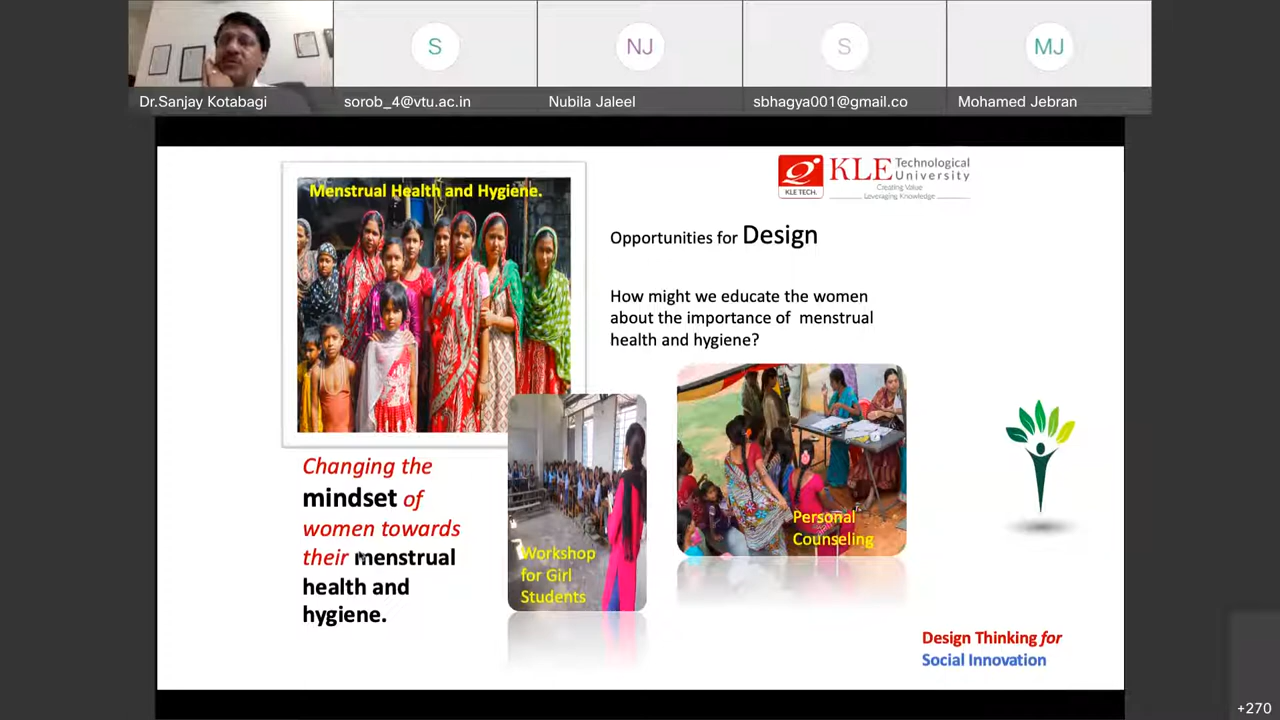 S
NJ
S
MJ
Dr.Sanjay Kotabagi
sorob_4@vtu.ac.in
Nubila Jaleel
sbhagya001@gmail.co
Mohamed Jebran
Menstrual Health and Hygiene.
KLE TECH.
KLE Technological
University
Creating Value
Leveraging Knowledge
Opportunities for Design
How might we educate the women
about the importance of menstrual
health and hygiene?
Changing the
mindset of
women towards
their menstrual
health and
hygiene.
Workshop
for Girl
Students
Personal
Counseling
Design Thinking for
Social Innovation
+270